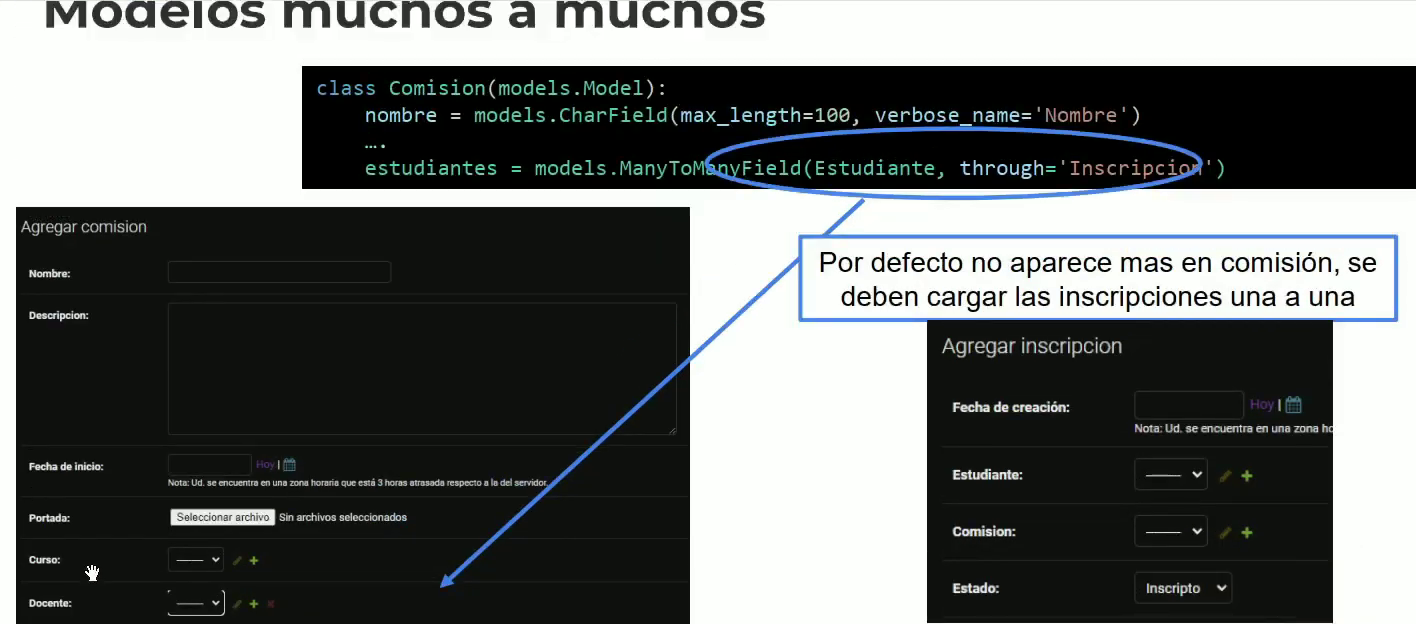 Modelos muchos a muchos
class Comision(models.Model):
nombre = models.CharField(max_length=100, verbose_name='Nombre')
….
estudiantes = models.ManyToManyField(Estudiante, through='Inscripcion')
Agregar comision
Nombre:
Descripcion:
Fecha de inicio:
Hoy |
Nota: Ud. se encuentra en una zona horaria que está 3 horas atrasada respecto a la del servidor.
Portada:
Seleccionar archivo Sin archivos seleccionados
Curso:
Docente:
Por defecto no aparece mas en comisión, se
deben cargar las inscripciones una a una
Agregar inscripcion
Fecha de creación:
Hoy |
Nota: Ud. se encuentra en una zona ho
Estudiante:
Comision:
Estado:
Inscripto